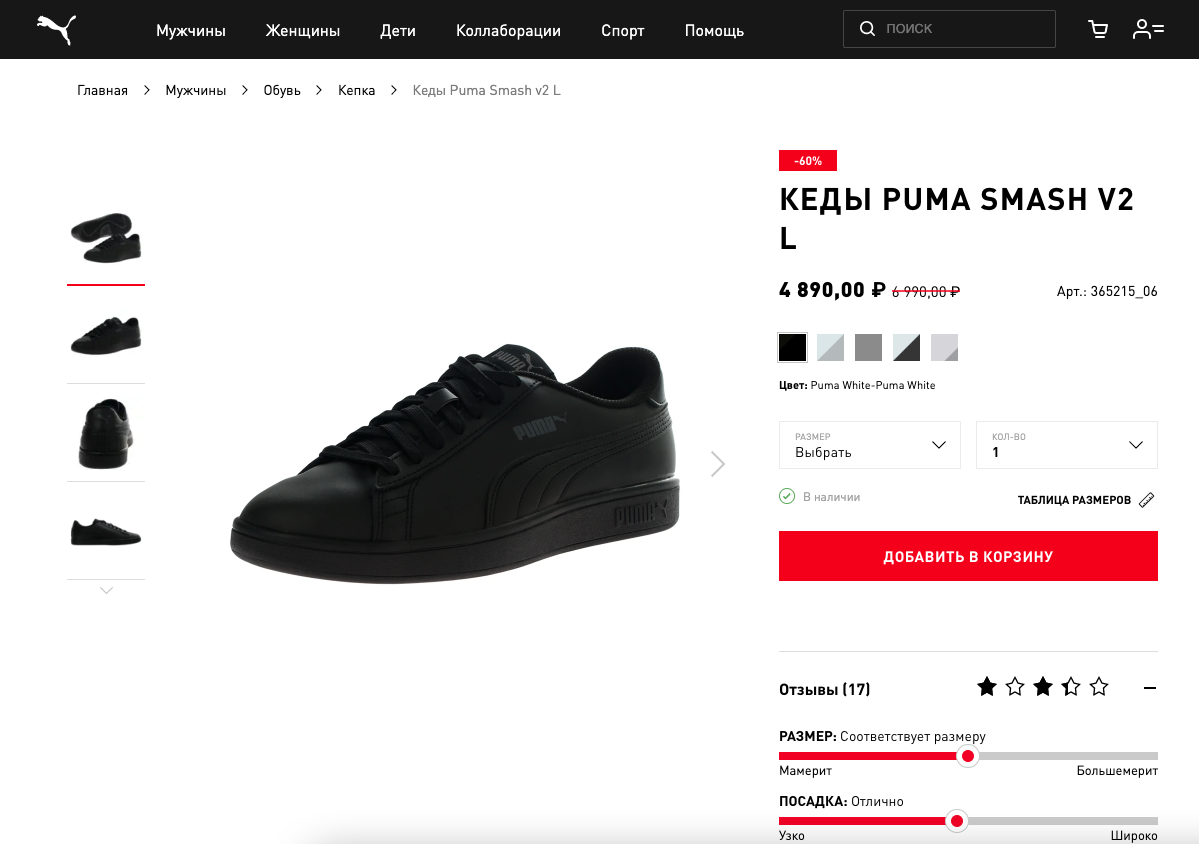 Мужчины Женщины Дети Коллаборации Спорт Помощь ПОИСК
Главная Мужчины Обувь Кепка Кеды Puma Smash v2 L
-60%
КЕДЫ PUMA SMASH V2
L
4 890,00 ₽ 6 990,00 ₽ Арт.: 365215_06
Цвет: Puma White-Puma White
РАЗМЕР
Выбрать
КОЛ-ВО
1
В наличии ТАБЛИЦА РАЗМЕРОВ
ДОБАВИТЬ В КОРЗИНУ
PUMA
PUMA
PUMA
Отзывы (17)
РАЗМЕР: Соответствует размеру
Мамерит Большемерит
ПОСАДКА: Отлично
Узко Широко